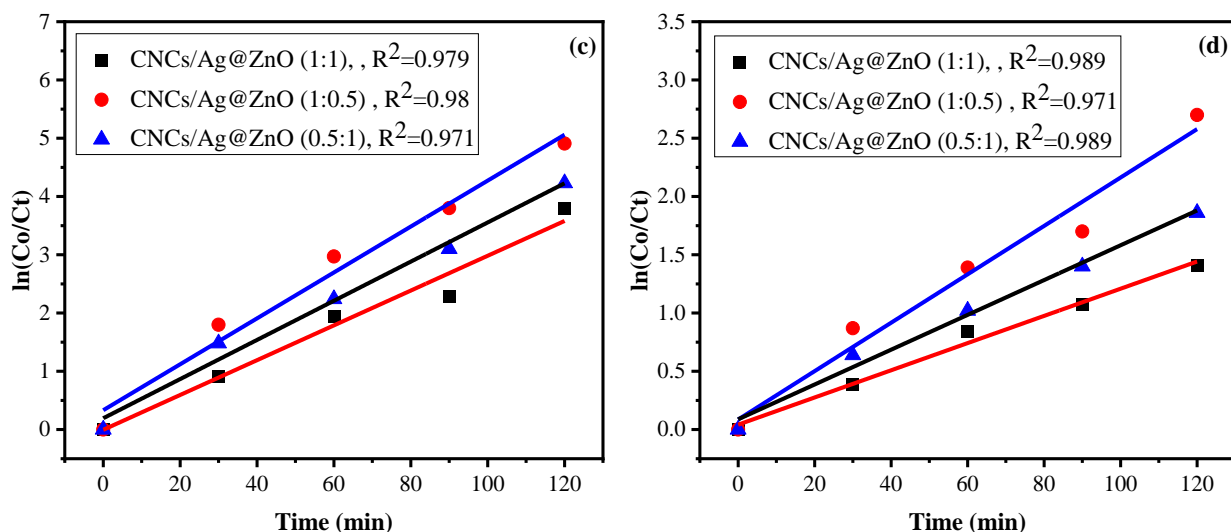 (c)
CNCs/Ag@ZnO (1:1), , R²=0.979
CNCs/Ag@ZnO (1:0.5) , R²=0.98
CNCs/Ag@ZnO (0.5:1), R²=0.971
ln(Co/Ct)
7
6
5
4
3
2
1
0
0 20 40 60 80 100 120
Time (min)
(d)
CNCs/Ag@ZnO (1:1), , R²=0.989
CNCs/Ag@ZnO (1:0.5) , R²=0.971
CNCs/Ag@ZnO (0.5:1), R²=0.989
ln(Co/Ct)
3.5
3.0
2.5
2.0
1.5
1.0
0.5
0.0
0 20 40 60 80 100 120
Time (min)